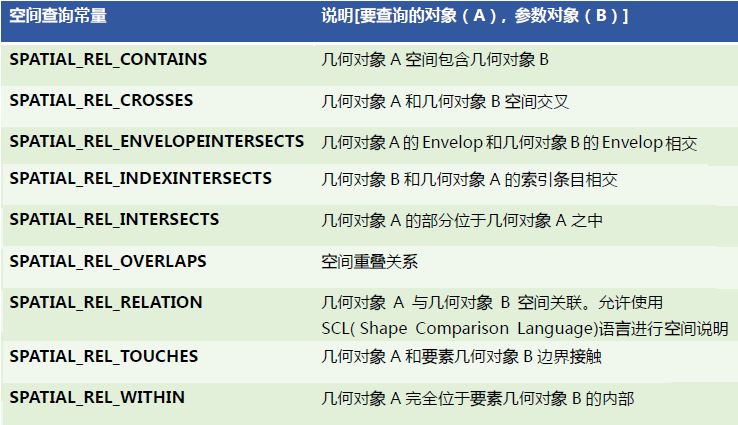 空间查询常量 说明[要查询的对象（A），参数对象（B）]
SPATIAL_REL_CONTAINS 几何对象 A 空间包含几何对象 B
SPATIAL_REL_CROSSES 几何对象 A 和几何对象 B 空间交叉
SPATIAL_REL_ENVELOPEINTERSECTS 几何对象 A 的 Envelop 和几何对象 B 的 Envelop 相交
SPATIAL_REL_INDEXINTERSECTS 几何对象 B 和几何对象 A 的索引条目相交
SPATIAL_REL_INTERSECTS 几何对象 A 的部分位于几何对象 A 之中
SPATIAL_REL_OVERLAPS 空间重叠关系
SPATIAL_REL_RELATION 几何对象 A 与几何对象 B 空间关联。允许使用
SCL( Shape Comparison Language)语言进行空间说明
SPATIAL_REL_TOUCHES 几何对象 A 和要素几何对象 B 边界接触
SPATIAL_REL_WITHIN 几何对象 A 完全位于要素几何对象 B 的内部